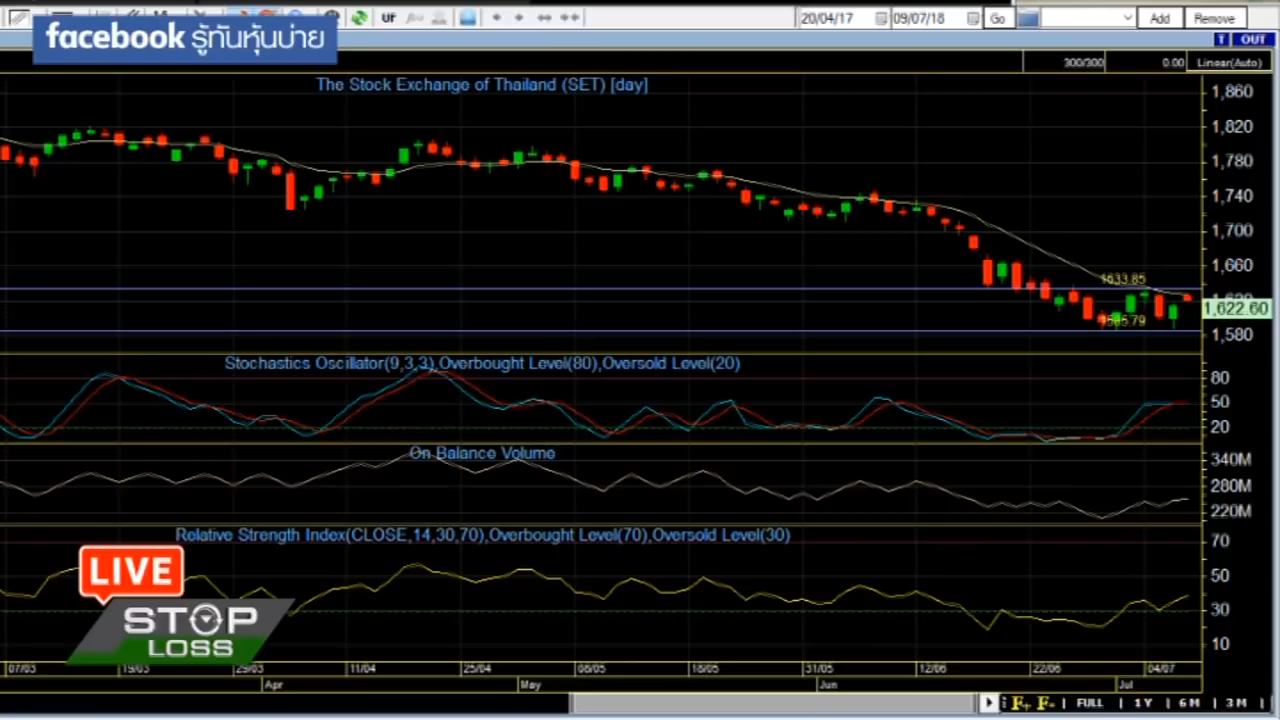 UF
20/04/17 09/07/18 Go Add Remove
facebook รู้ทันหุ้นบ่าย
T OUT
300/300 0.00 Linear(Auto)
The Stock Exchange of Thailand (SET) [day]
1,860
1,820
1,780
1,740
1,700
1,660
1633.85
1,622.60
1,580
Stochastics Oscillator(9,3,3),Overbought Level(80),Oversold Level(20)
80
50
20
On Balance Volume
340M
280M
220M
Relative Strength Index(CLOSE,14,30,70),Overbought Level(70),Oversold Level(30)
70
50
30
10
LIVE
STOP
LOSS
07/03 19/03 29/03 11/04 25/04 08/05 18/05 31/05 12/06 22/06 04/07
Apr May Jun Jul
F+ F- | FULL | 1Y | 6M | 3M |